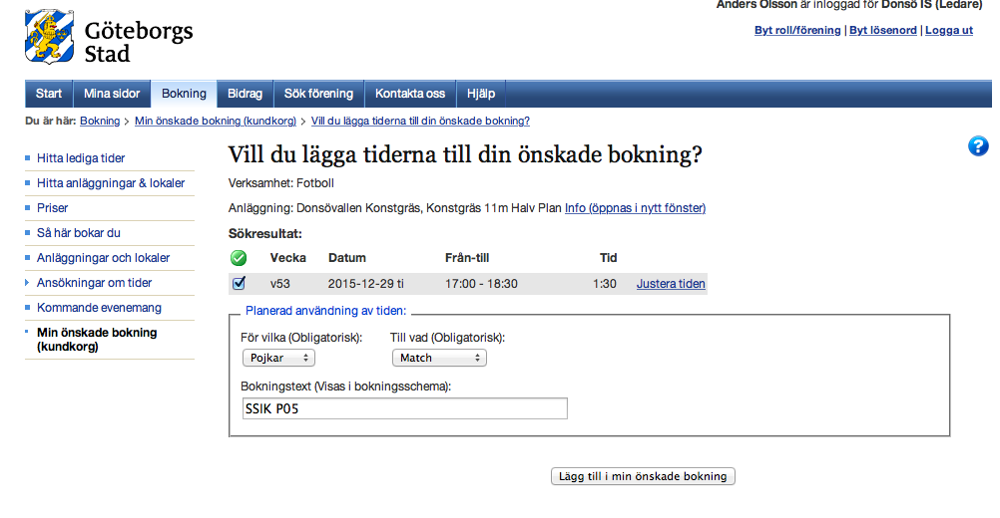 Anders Olsson är inloggad för Donsö IS (Ledare)
Göteborgs
Stad
Byt roll/förening | Byt lösenord | Logga ut
Start Mina sidor Bokning Bidrag Sök förening Kontakta oss Hjälp
Du är här: Bokning > Min önskade bokning (kundkorg) > Vill du lägga tiderna till din önskade bokning?
Hitta lediga tider
Hitta anläggningar & lokaler
Priser
Så här bokar du
Anläggningar och lokaler
Ansökningar om tider
Kommande evenemang
Min önskade bokning
(kundkorg)
?
Vill du lägga tiderna till din önskade bokning?
Verksamhet: Fotboll
Anläggning: Donsövallen Konstgräs, Konstgräs 11m Halv Plan Info (öppnas i nytt fönster)
Sökresultat:
Vecka Datum Från-till Tid
v53 2015-12-29 ti 17:00 - 18:30 1:30 Justera tiden
Planerad användning av tiden:
För vilka (Obligatorisk): Till vad (Obligatorisk):
Pojkar Match
Bokningstext (Visas i bokningsschema):
SSIK P05
Lägg till i min önskade bokning